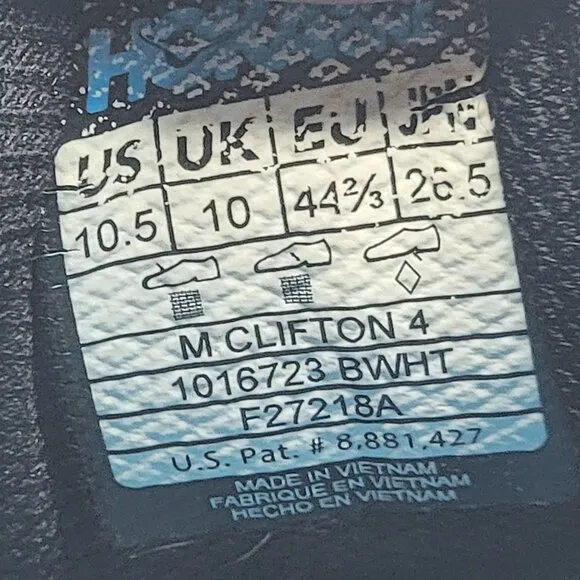 US UK EU JPN
10.5 10 44⅔ 26.5
M CLIFTON 4
1016723 BWHT
F27218A
U.S. Pat. # 8,881,427
MADE IN VIETNAM
FABRIQUE EN VIETNAM
HECHO EN VIETNAM